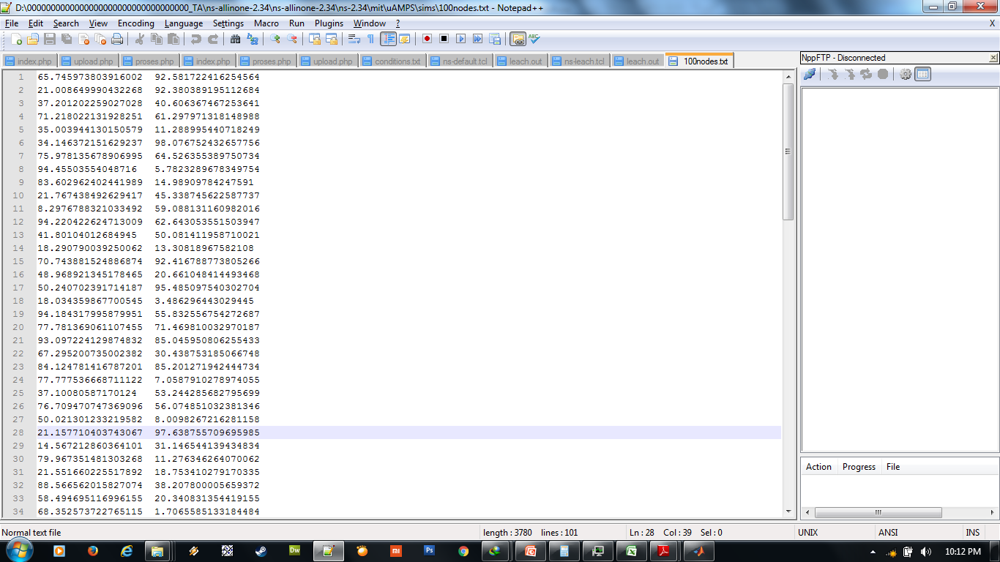 D:\00000000000000000000000000000000_TA\ns-allinone-2.34\ns-allinone-2.34\ns-2.34\mit\uAMPS\sims\100nodes.txt - Notepad++
File Edit Search View Encoding Language Settings Macro Run Plugins Window ? X
index.php upload.php proses.php index.php proses.php upload.php conditions.txt ns-default.tcl leach.out ns-leach.tcl leach.out 100nodes.txt
NppFTP - Disconnected
1 65.745973803916002 92.581722416254564
2 21.008649990432268 92.380389195112684
3 37.201202259027028 40.606367467253641
4 71.218022131928251 61.297971318148988
5 35.003944130150579 11.288995440718249
6 34.146372151629237 98.076752432657756
7 75.978135678906995 64.526355389750734
8 94.45503554048716 5.7823289678349754
9 83.602962402441989 14.98909784247591
10 21.767438492629417 45.338745622587737
11 8.2976788321033492 59.088131160982016
12 94.220422624713009 62.643053551503947
13 41.80104012684945 50.081411958710021
14 18.290790039250062 13.30818967582108
15 70.743881524886874 92.416788773805266
16 48.968921345178465 20.661048414493468
17 50.240702391714187 95.485097540302704
18 18.034359867700545 3.486296443029445
19 94.184317995879951 55.832556754272687
20 77.781369061107455 71.469810032970187
21 93.097224129874832 85.045950806255433
22 67.295200735002382 30.438753185066748
23 84.124781416787201 85.201271942444734
24 77.777536668711122 7.0587910278974055
25 37.10080587170124 53.244285682795699
26 76.709470747369096 56.074851032381346
27 50.021301233219582 8.0098267216281158
28 21.157710403743067 97.638755709695985
29 14.567212860364101 31.146544139434834
30 79.967351481303268 11.276346264070062
31 21.551660225517892 18.753410279170335
32 88.566562015827074 38.207800005659372
33 58.494695116996155 20.340831354419155
34 68.352573722765115 1.7065585133184484
Action Progress File
Normal text file length : 3780 lines : 101 Ln : 28 Col : 39 Sel : 0 UNIX ANSI INS
10:12 PM